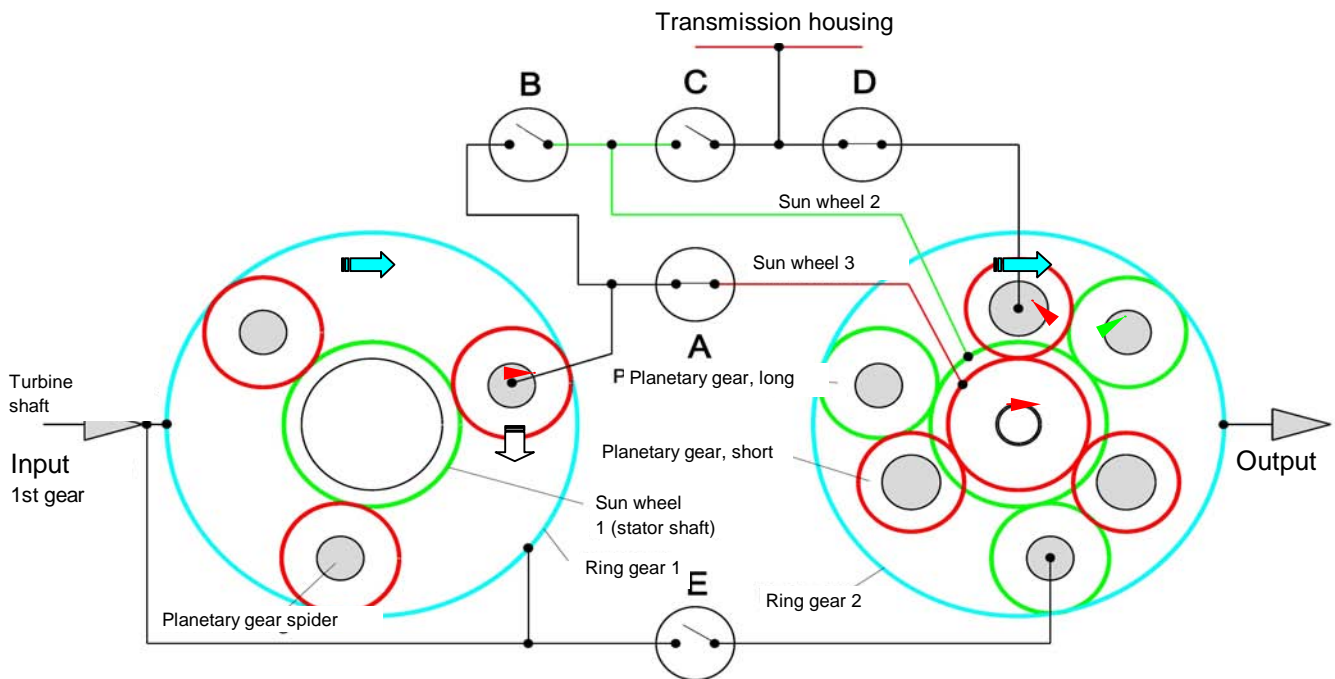 Transmission housing
B
C
D
Sun wheel 2
Sun wheel 3
A
Turbine
shaft
Input
1st gear
Planetary gear, long
Planetary gear, short
Output
Sun wheel
1 (stator shaft)
Ring gear 1
E
Ring gear 2
Planetary gear spider